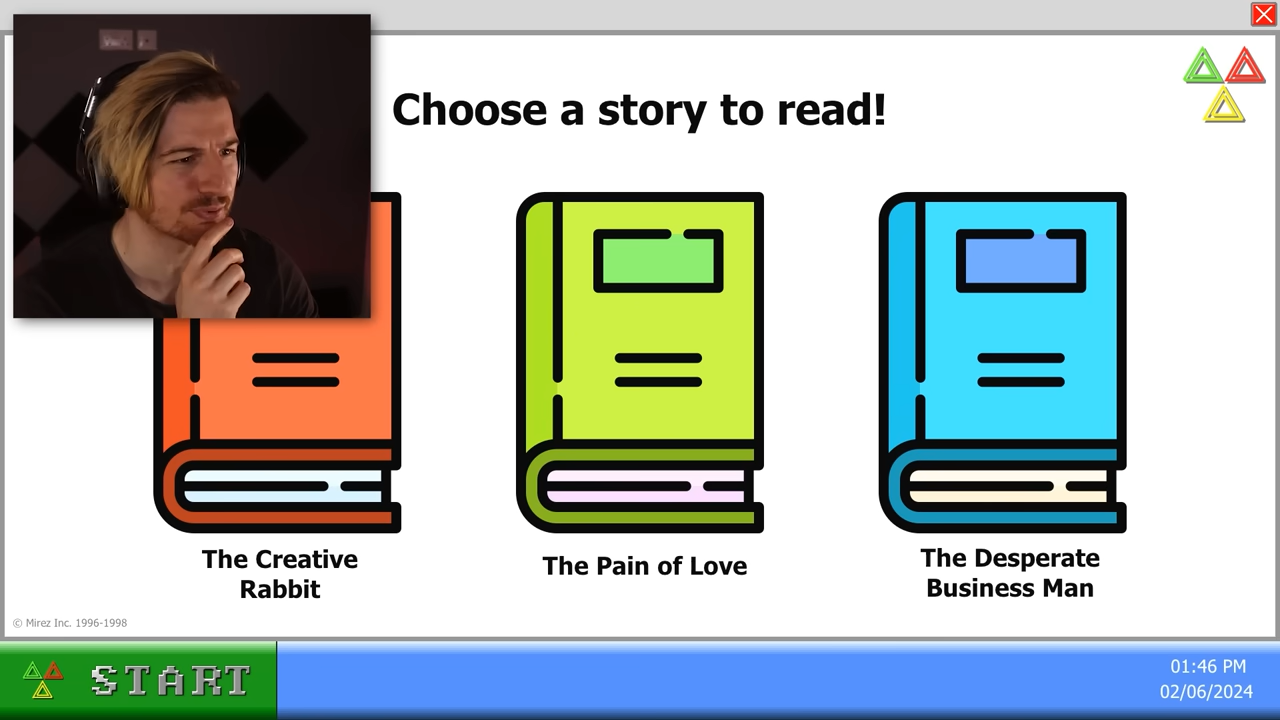 Choose a story to read!
The Creative
Rabbit
The Pain of Love
The Desperate
Business Man
© Mirez Inc. 1996-1998
START
01:46 PM
02/06/2024